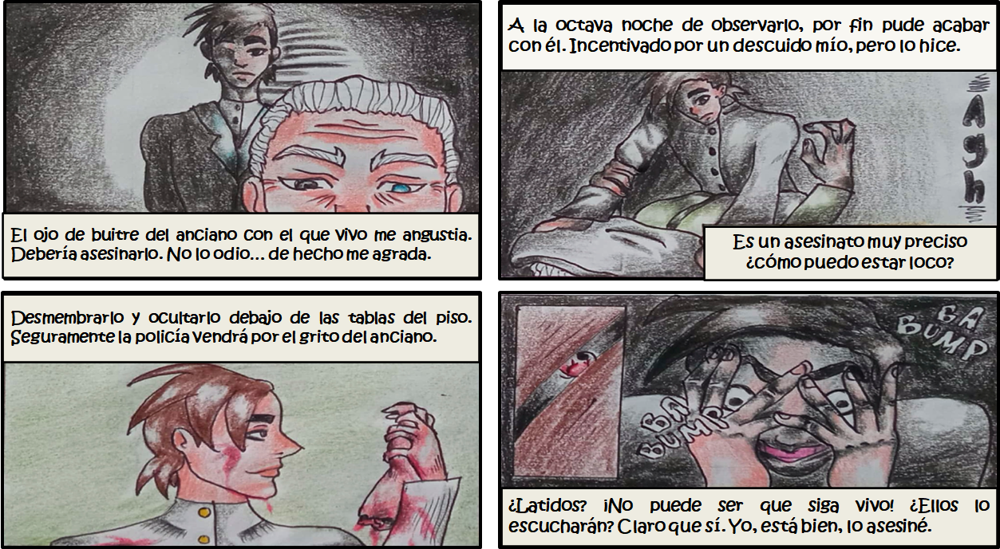 El ojo de buitre del anciano con el que vivo me angustia.
Debería asesinarlo. No lo odio... de hecho me agrada.
A la octava noche de observarlo, por fin pude acabar
con él. Incentivado por un descuido mío, pero lo hice.
Agh
Es un asesinato muy preciso
¿cómo puedo estar loco?
Desmembrarlo y ocultarlo debajo de las tablas del piso.
Seguramente la policía vendrá por el grito del anciano.
BA
BUMP
BA
BUMP
¿Latidos? ¡No puede ser que siga vivo! ¿Ellos lo
escucharán? Claro que sí. Yo, está bien, lo asesiné.